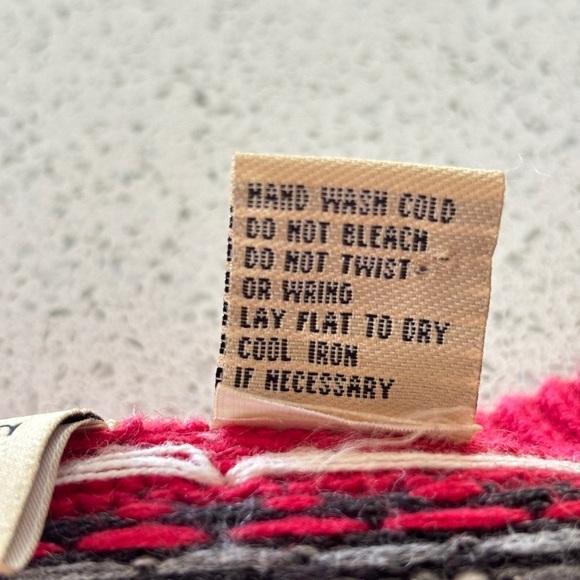 HAND WASH COLD
DO NOT BLEACH
DO NOT TWIST
OR WRING
LAY FLAT TO DRY
COOL IRON
IF NECESSARY